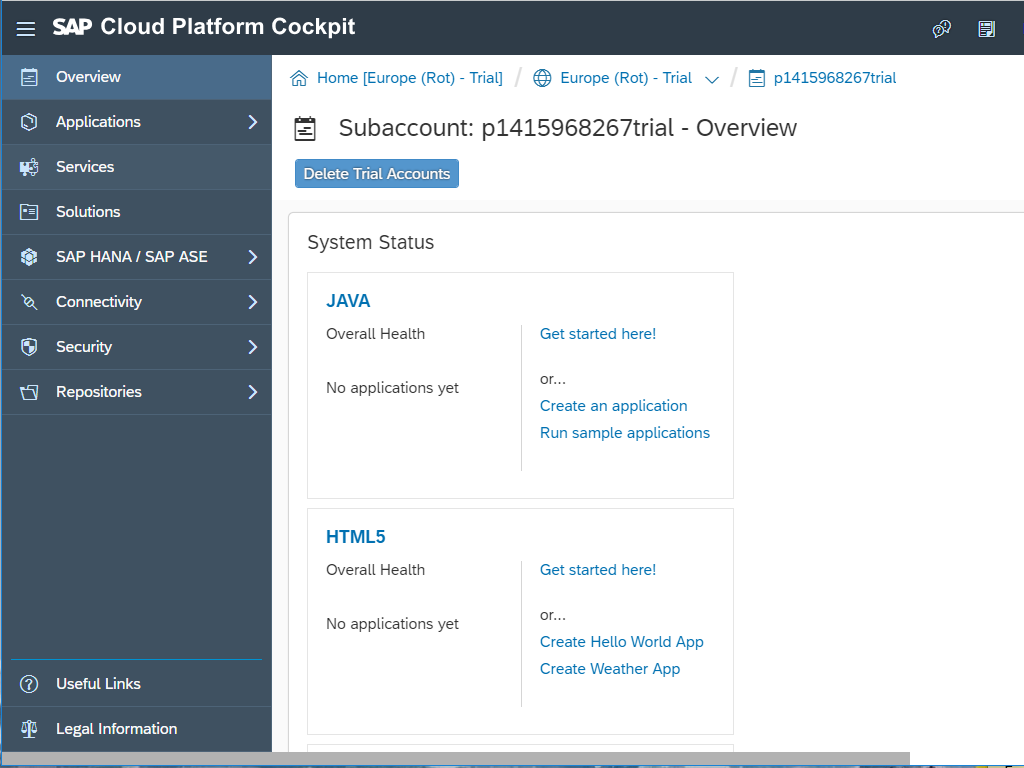 SAP Cloud Platform Cockpit
Overview
Applications
Services
Solutions
SAP HANA / SAP ASE
Connectivity
Security
Repositories
Useful Links
Legal Information
Home [Europe (Rot) - Trial] / Europe (Rot) - Trial / p1415968267trial
Subaccount: p1415968267trial - Overview
Delete Trial Accounts
System Status
JAVA
Overall Health
No applications yet
Get started here!
or...
Create an application
Run sample applications
HTML5
Overall Health
No applications yet
Get started here!
or...
Create Hello World App
Create Weather App